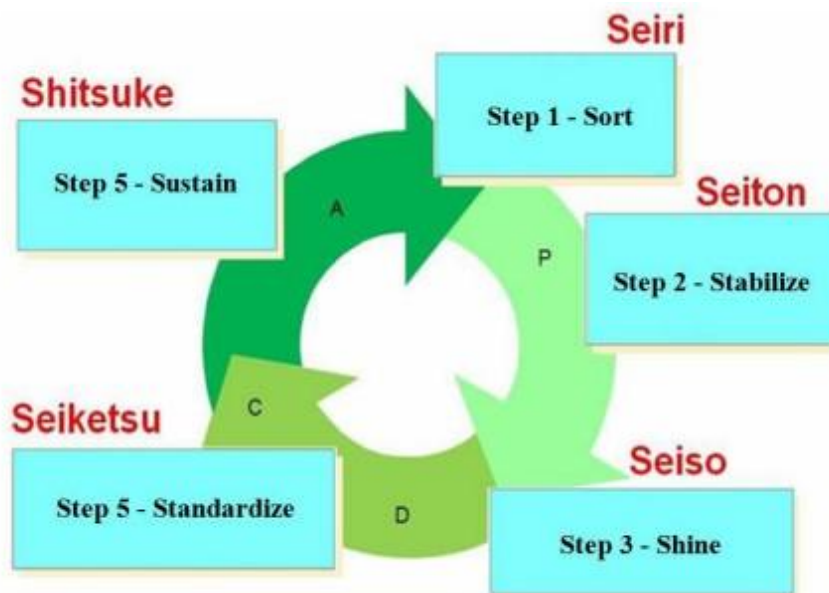 Seiri
Step 1 - Sort
Shitsuke
Step 5 - Sustain
A
Seiton
P
Step 2 - Stabilize
Seiketsu
C
Step 5 - Standardize
D
Seiso
Step 3 - Shine